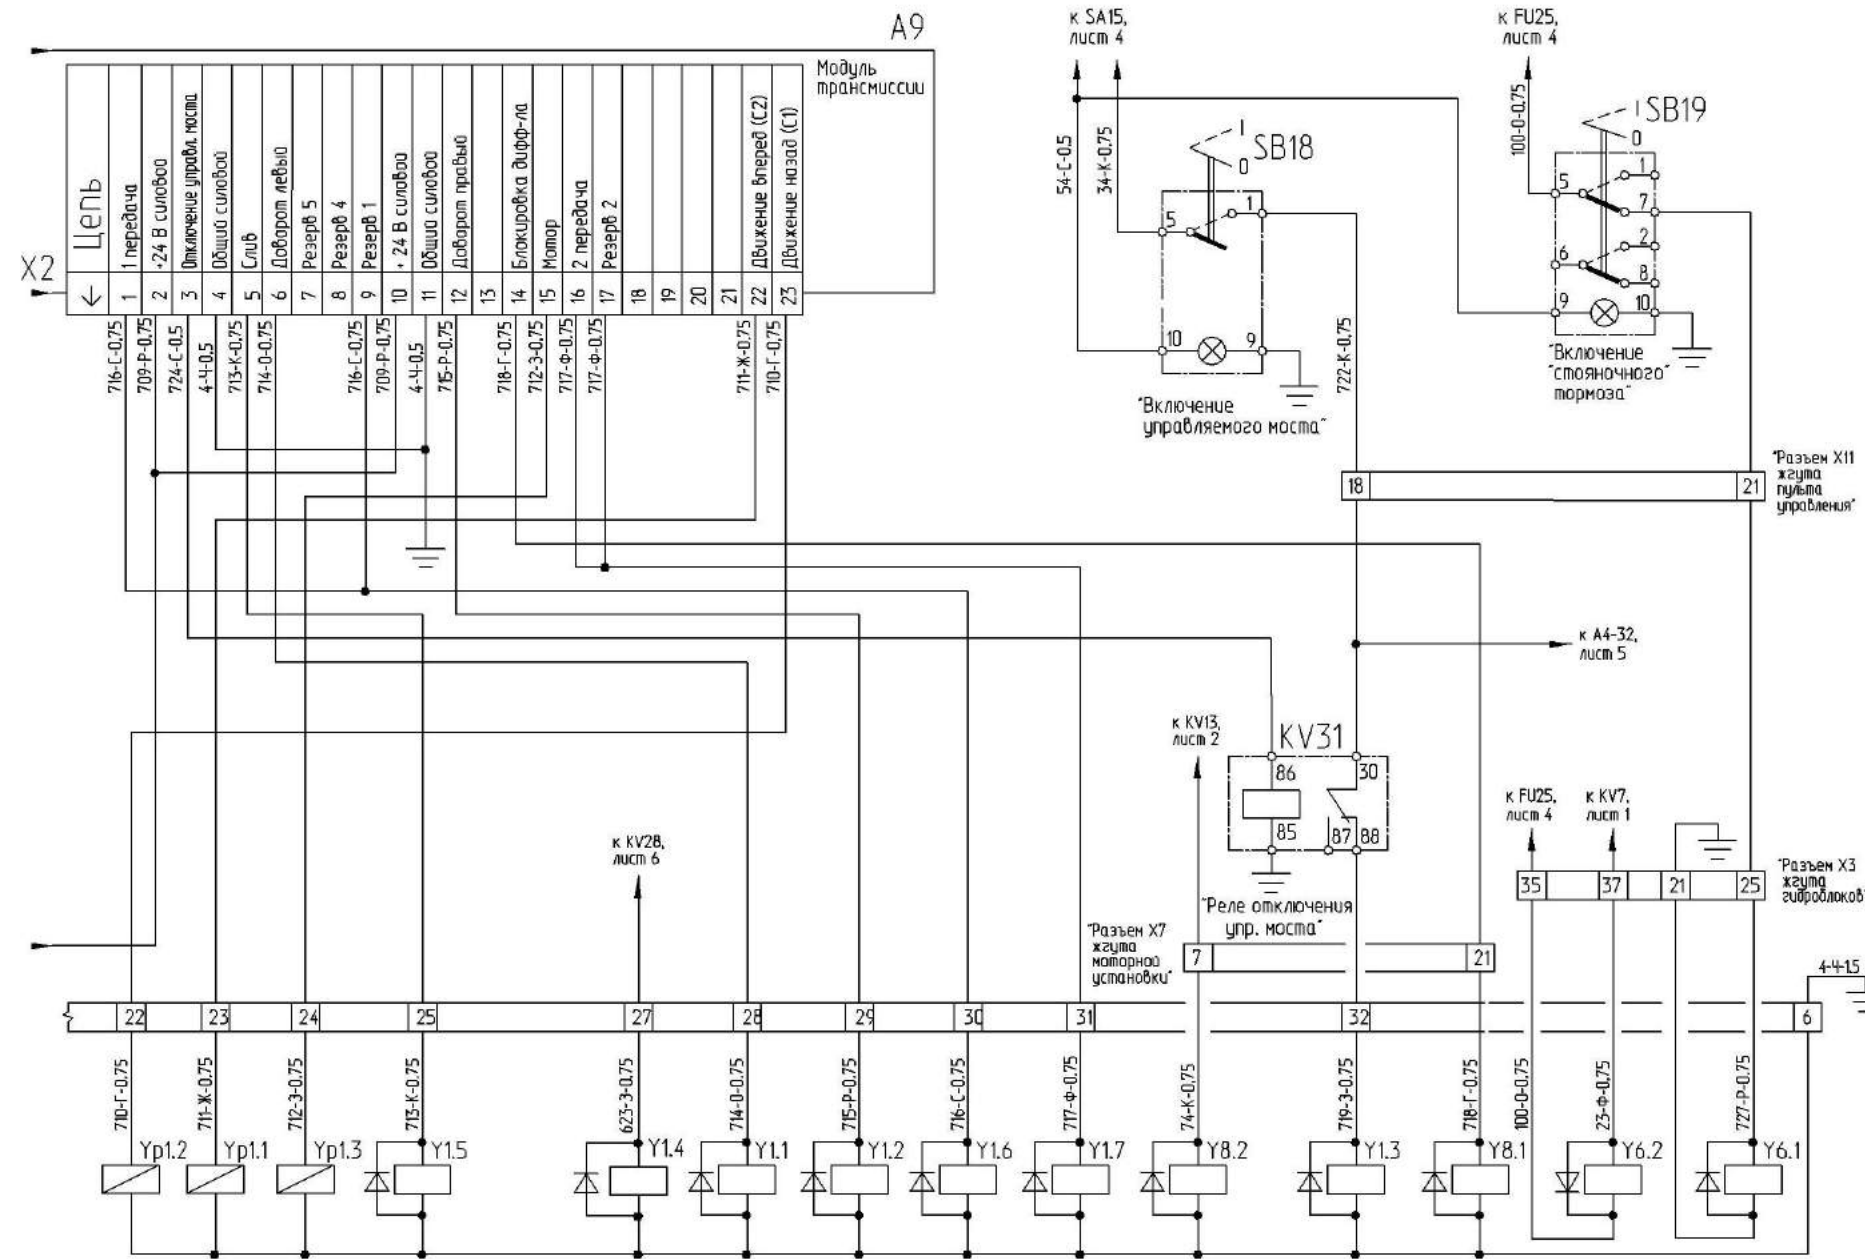 A9
Модуль
трансмиссии
X2
Цепь
1 передача
+24 В силовой
Отключение управл. моста
Общий силовой
Слив
Доворот левый
Резерв 5
Резерв 4
Резерв 1
+ 24 В силовой
Общий силовой
Доворот правый
Блокировка дифф-ла
Мотор
2 передача
Резерв 2
Движение вперед (С2)
Движение назад (С1)
← 1 2 3 4 5 6 7 8 9 10 11 12 13 14 15 16 17 18 19 20 21 22 23
716-С-0,75
709-Р-0,75
724-С-0,5
4-Ч-0,5
713-К-0,75
714-О-0,75
716-С-0,75
709-Р-0,75
4-Ч-0,5
715-Р-0,75
718-Г-0,75
712-З-0,75
717-Ф-0,75
717-Ф-0,75
711-Ж-0,75
710-Г-0,75
к SA15,
лист 4
54-С-0,5
34-К-0,75
I
0
SB18
5
1
10
9
"Включение
управляемого моста"
722-К-0,75
к FU25,
лист 4
100-О-0,75
I
0
SB19
5
1
7
6
2
8
9
10
"Включение
"стояночного"
тормоза"
18
21
"Разъем X11
жгута
пульта
управления"
к A4-32,
лист 5
к KV13,
лист 2
KV31
86
30
85
87
88
"Реле отключения
упр. моста"
к KV28,
лист 6
к FU25,
лист 4
к KV7,
лист 1
35
37
21
25
"Разъем X3
жгута
гидроблоков"
"Разъем X7
жгута
моторной
установки"
7
21
4-Ч-1,5
22 23 24 25 27 28 29 30 31 32 6
710-Г-0,75
711-Ж-0,75
712-З-0,75
713-К-0,75
623-З-0,75
714-О-0,75
715-Р-0,75
716-С-0,75
717-Ф-0,75
74-К-0,75
719-З-0,75
718-Г-0,75
100-О-0,75
23-Ф-0,75
727-Р-0,75
Yр1.2
Yр1.1
Yр1.3
Y1.5
Y1.4
Y1.1
Y1.2
Y1.6
Y1.7
Y8.2
Y1.3
Y8.1
Y6.2
Y6.1